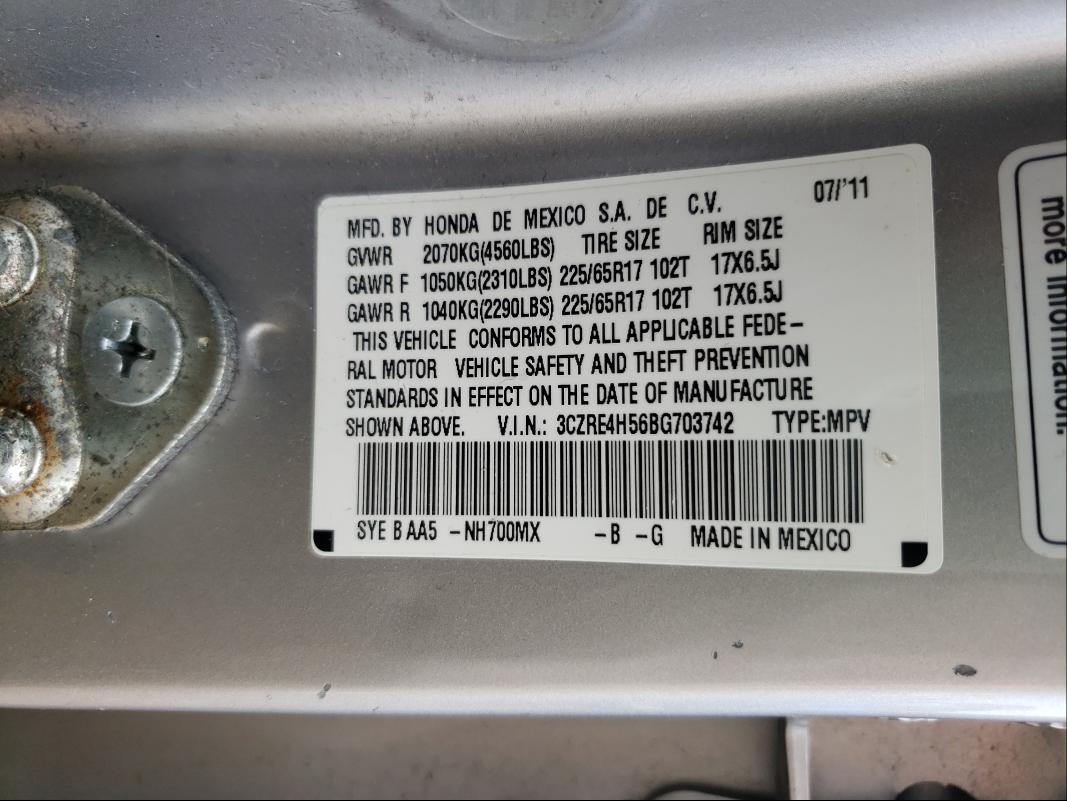 07/'11
MFD. BY HONDA DE MEXICO S.A. DE C.V.
GVWR 2070KG(4560LBS) TIRE SIZE RIM SIZE
GAWR F 1050KG(2310LBS) 225/65R17 102T 17X6.5J
GAWR R 1040KG(2290LBS) 225/65R17 102T 17X6.5J
THIS VEHICLE CONFORMS TO ALL APPLICABLE FEDE-
RAL MOTOR VEHICLE SAFETY AND THEFT PREVENTION
STANDARDS IN EFFECT ON THE DATE OF MANUFACTURE
SHOWN ABOVE. V.I.N.: 3CZRE4H56BG703742 TYPE:MPV
SYE B AA5 -NH700MX -B -G MADE IN MEXICO
more information.